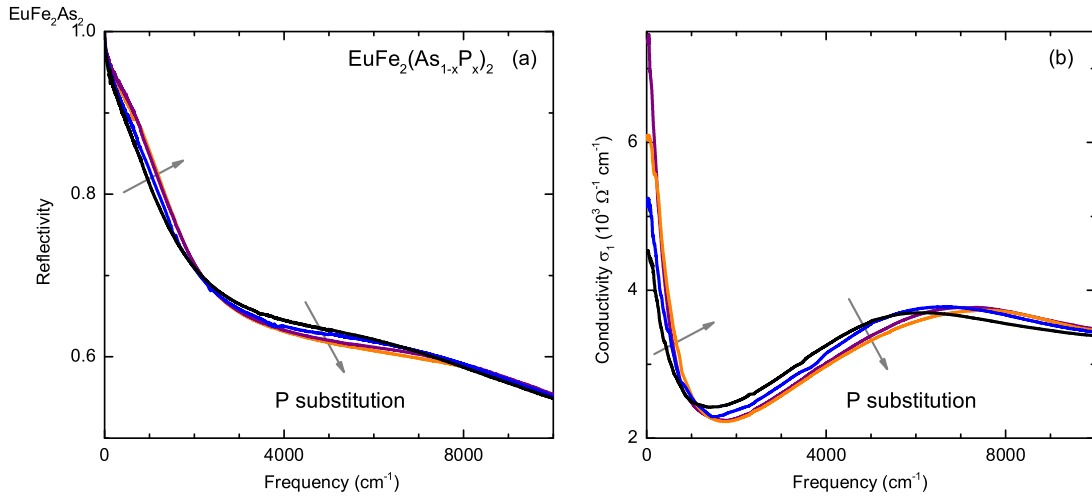 EuFe2As2
1.0
0.8
0.6
EuFe2(As1-xPx)2 (a)
P substitution
0 4000 8000
Frequency (cm-1)
Reflectivity
(b)
6
4
2
P substitution
0 4000 8000
Frequency (cm-1)
Conductivity σ1 (10³ Ω-1 cm-1)